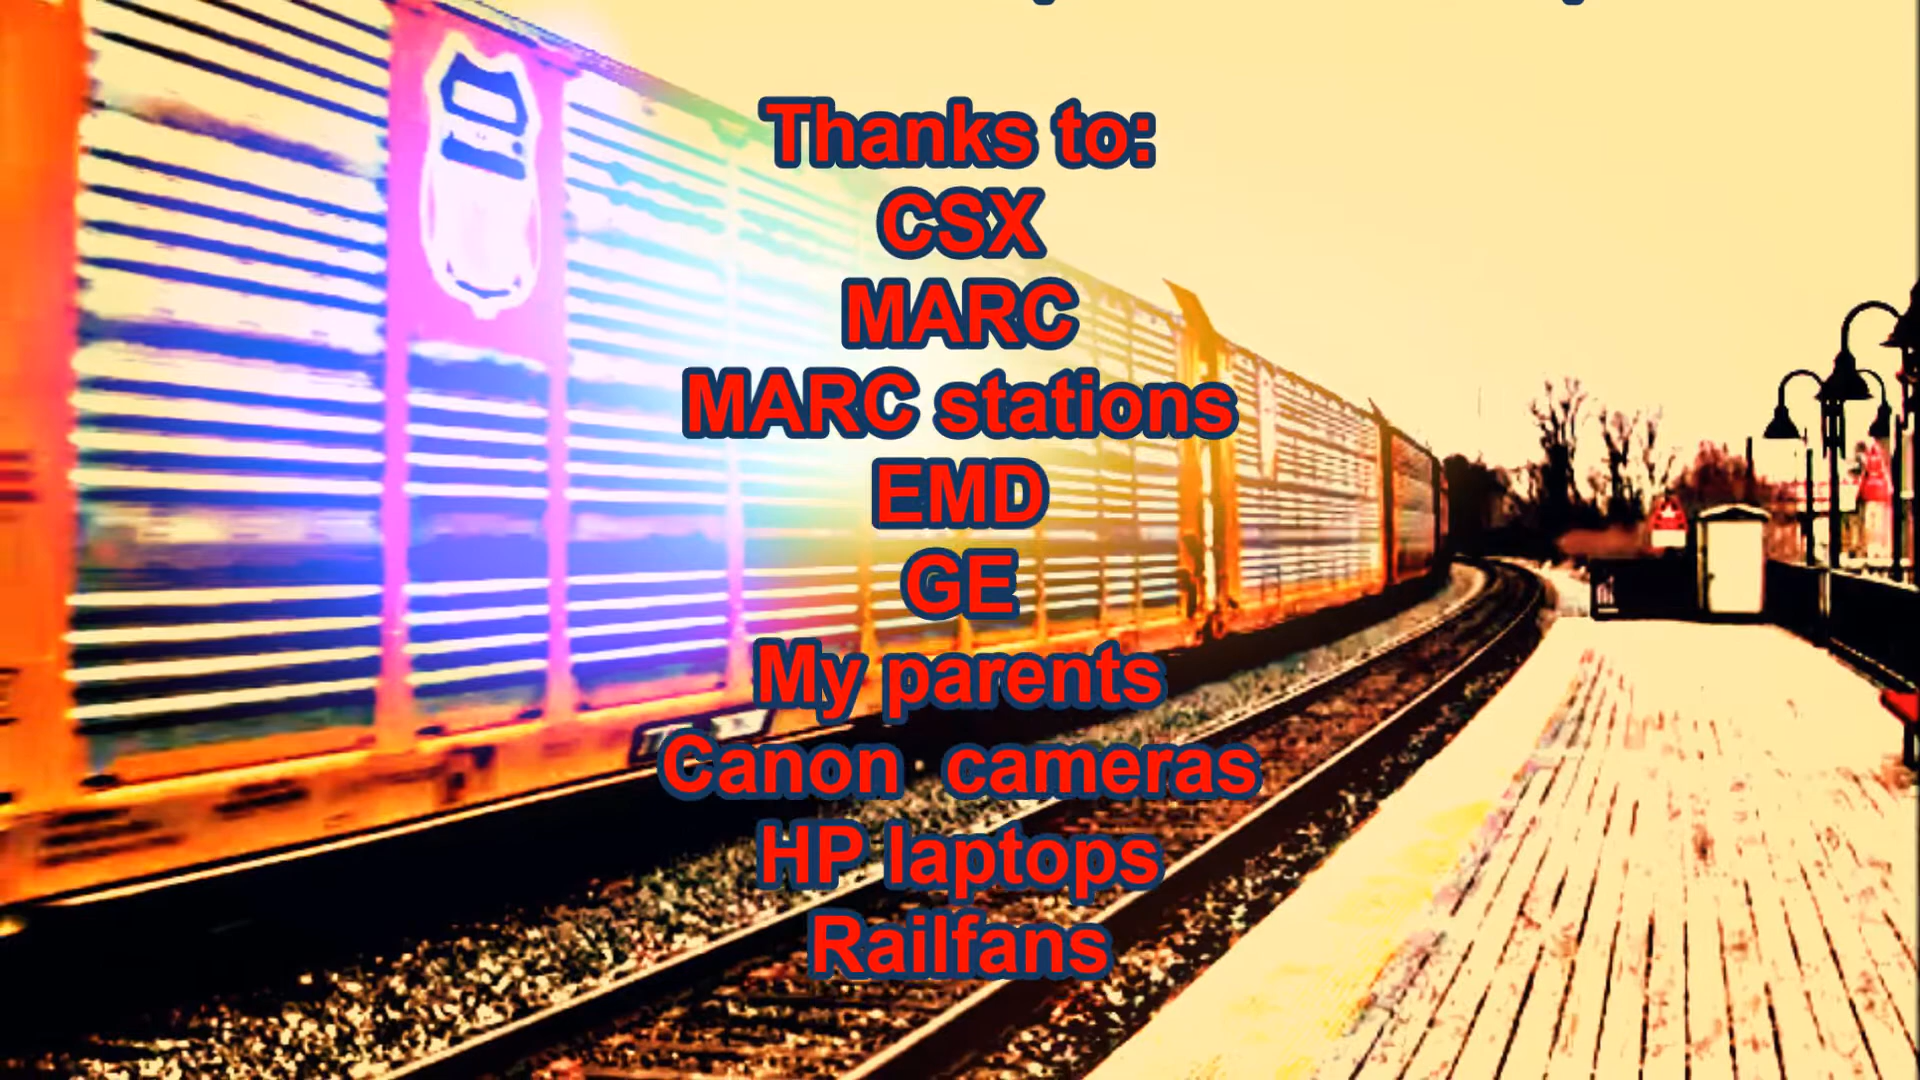 Thanks to:
CSX
MARC
MARC stations
EMD
GE
My parents
Canon  cameras
HP laptops
Railfans